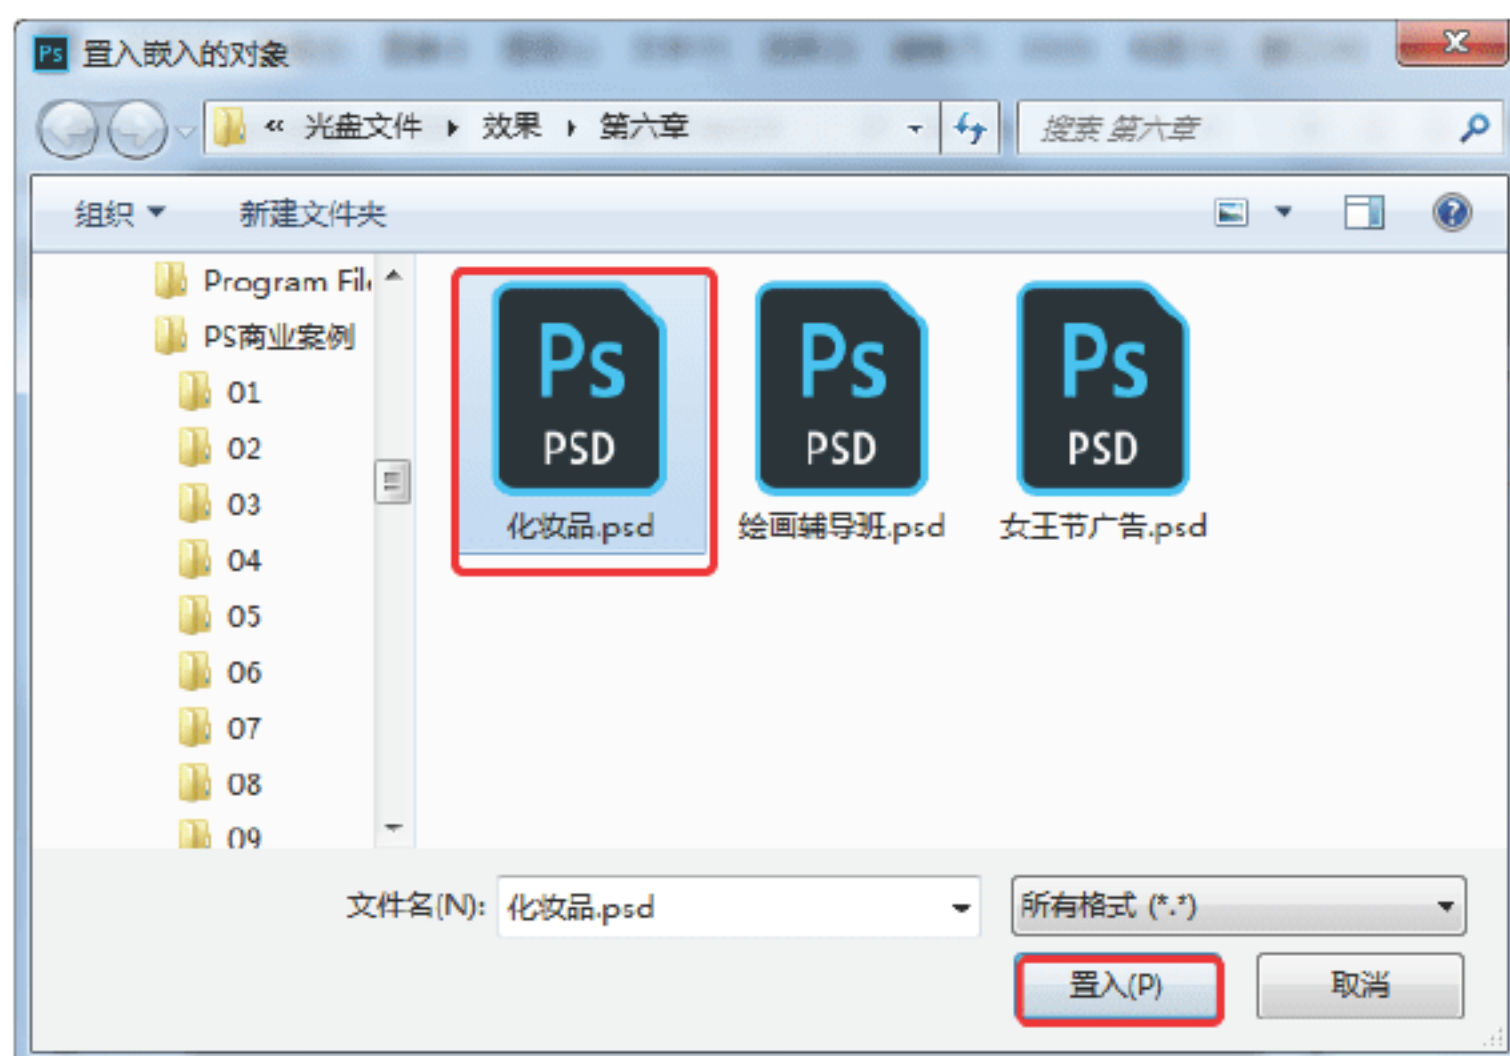 Ps 置入嵌入的对象
« 光盘文件 效果 第六章 搜索 第六章
组织 新建文件夹
Program File
PS商业案例
01
02
03
04
05
06
07
08
09
Ps PSD
化妆品.psd
Ps PSD
绘画辅导班.psd
Ps PSD
女王节广告.psd
文件名(N): 化妆品.psd 所有格式 (*.*)
置入(P) 取消